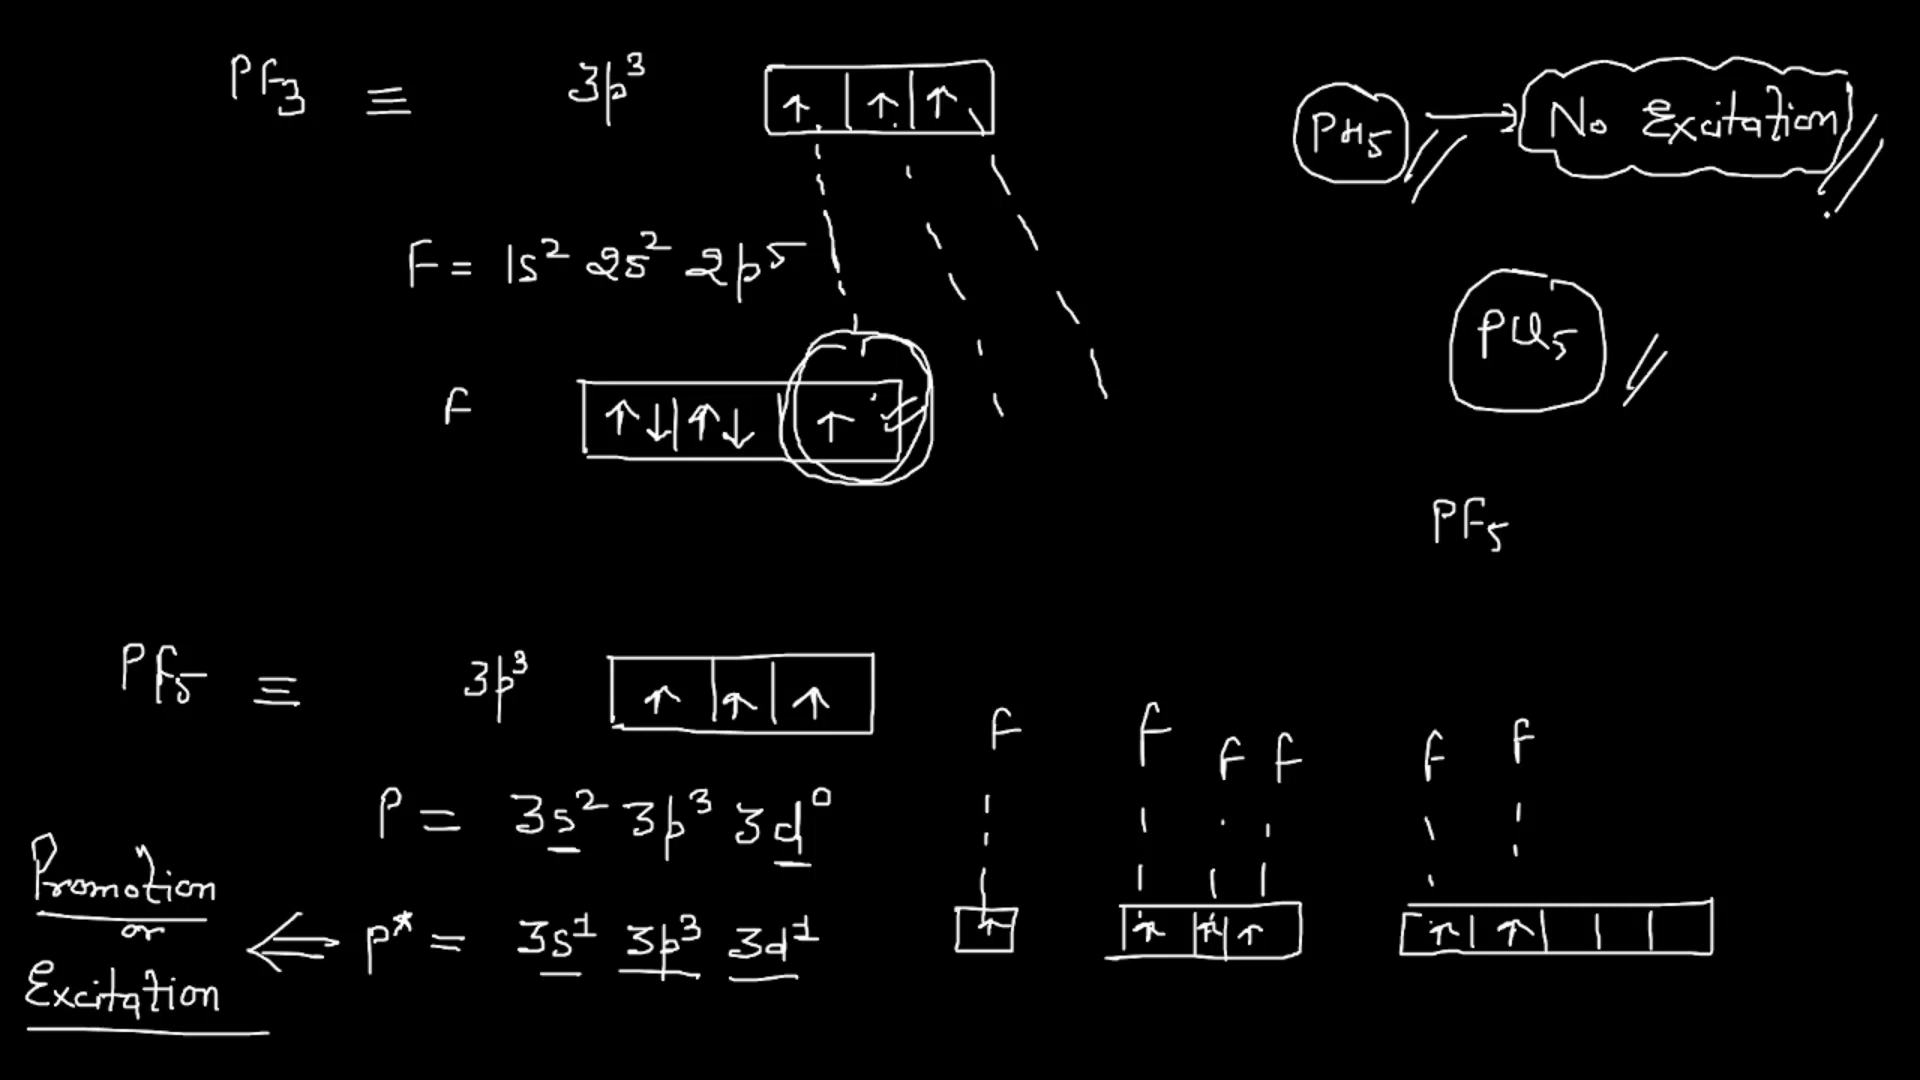 PF₃ ≡ 3p³ ↑ ↑ ↑
PH₅ → No Excitation
F = 1s² 2s² 2p⁵
PCl₅
F ↑↓ ↑↓ ↑
PF₅
PF₅ ≡ 3p³ ↑ ↑ ↑
F F F F F F
P = 3s² 3p³ 3d⁰
Promotion
or
Excitation
⇐ P* = 3s¹ 3p³ 3d¹ ↑ ↑ ↑ ↑ ↑ ↑